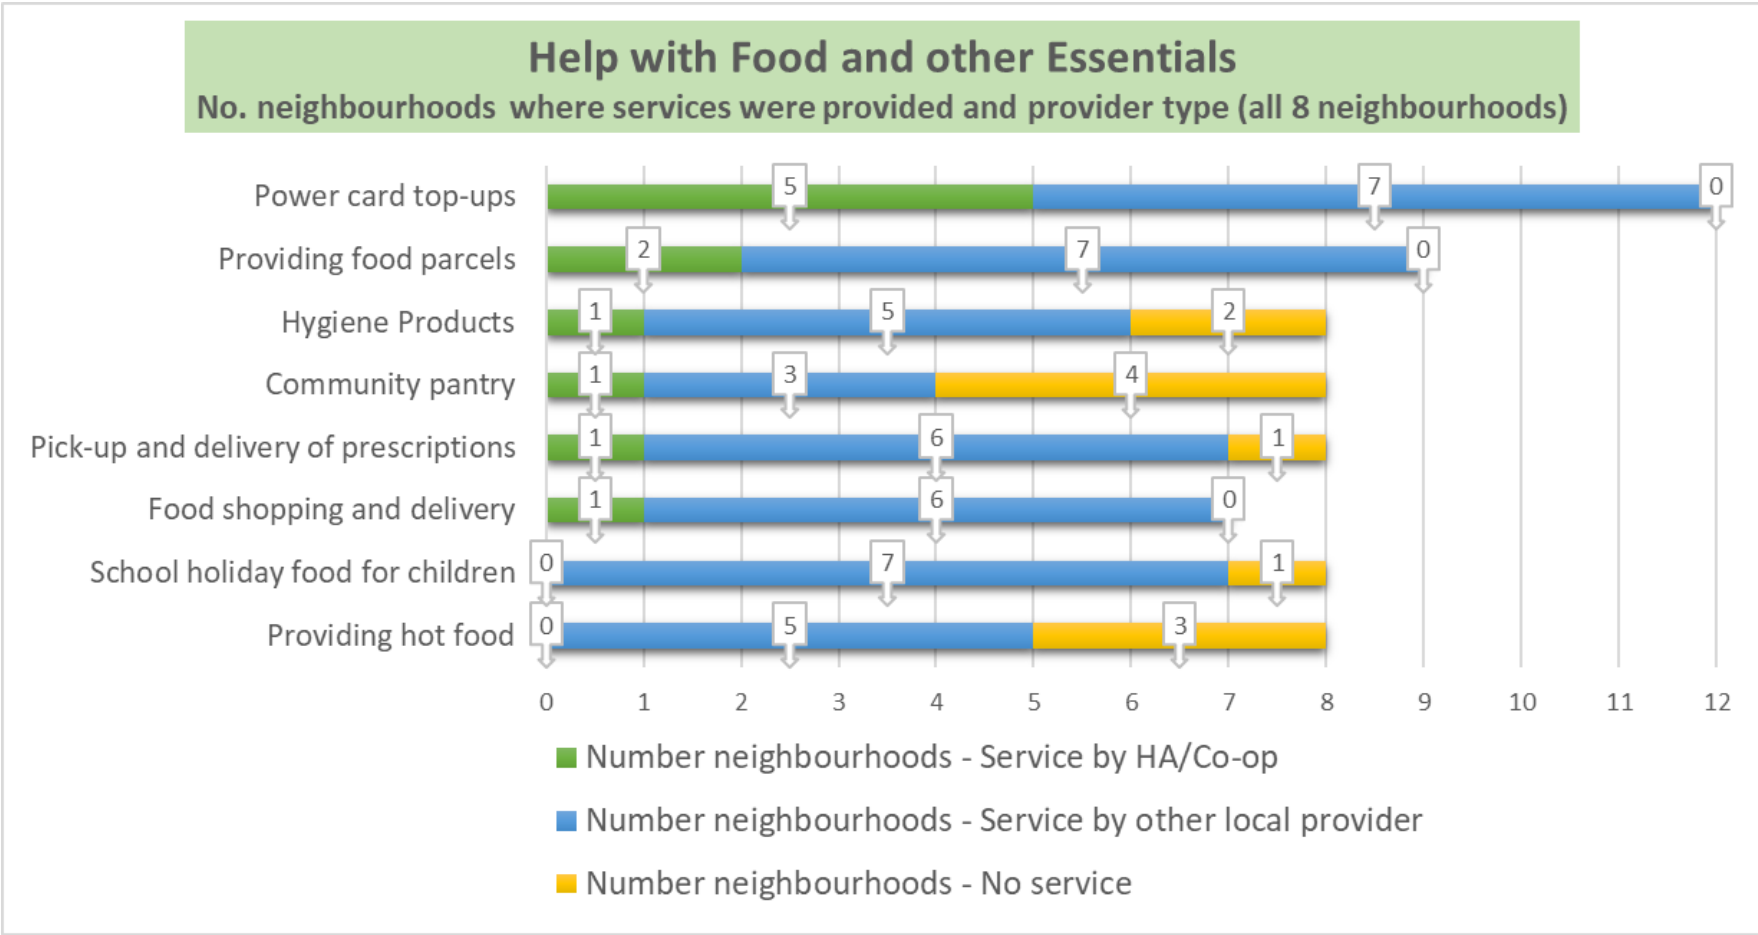 Help with Food and other Essentials
No. neighbourhoods where services were provided and provider type (all 8 neighbourhoods)
Power card top-ups 5 7 0
Providing food parcels 2 7 0
Hygiene Products 1 5 2
Community pantry 1 3 4
Pick-up and delivery of prescriptions 1 6 1
Food shopping and delivery 1 6 0
School holiday food for children 0 7 1
Providing hot food 0 5 3
0 1 2 3 4 5 6 7 8 9 10 11 12
Number neighbourhoods - Service by HA/Co-op
Number neighbourhoods - Service by other local provider
Number neighbourhoods - No service